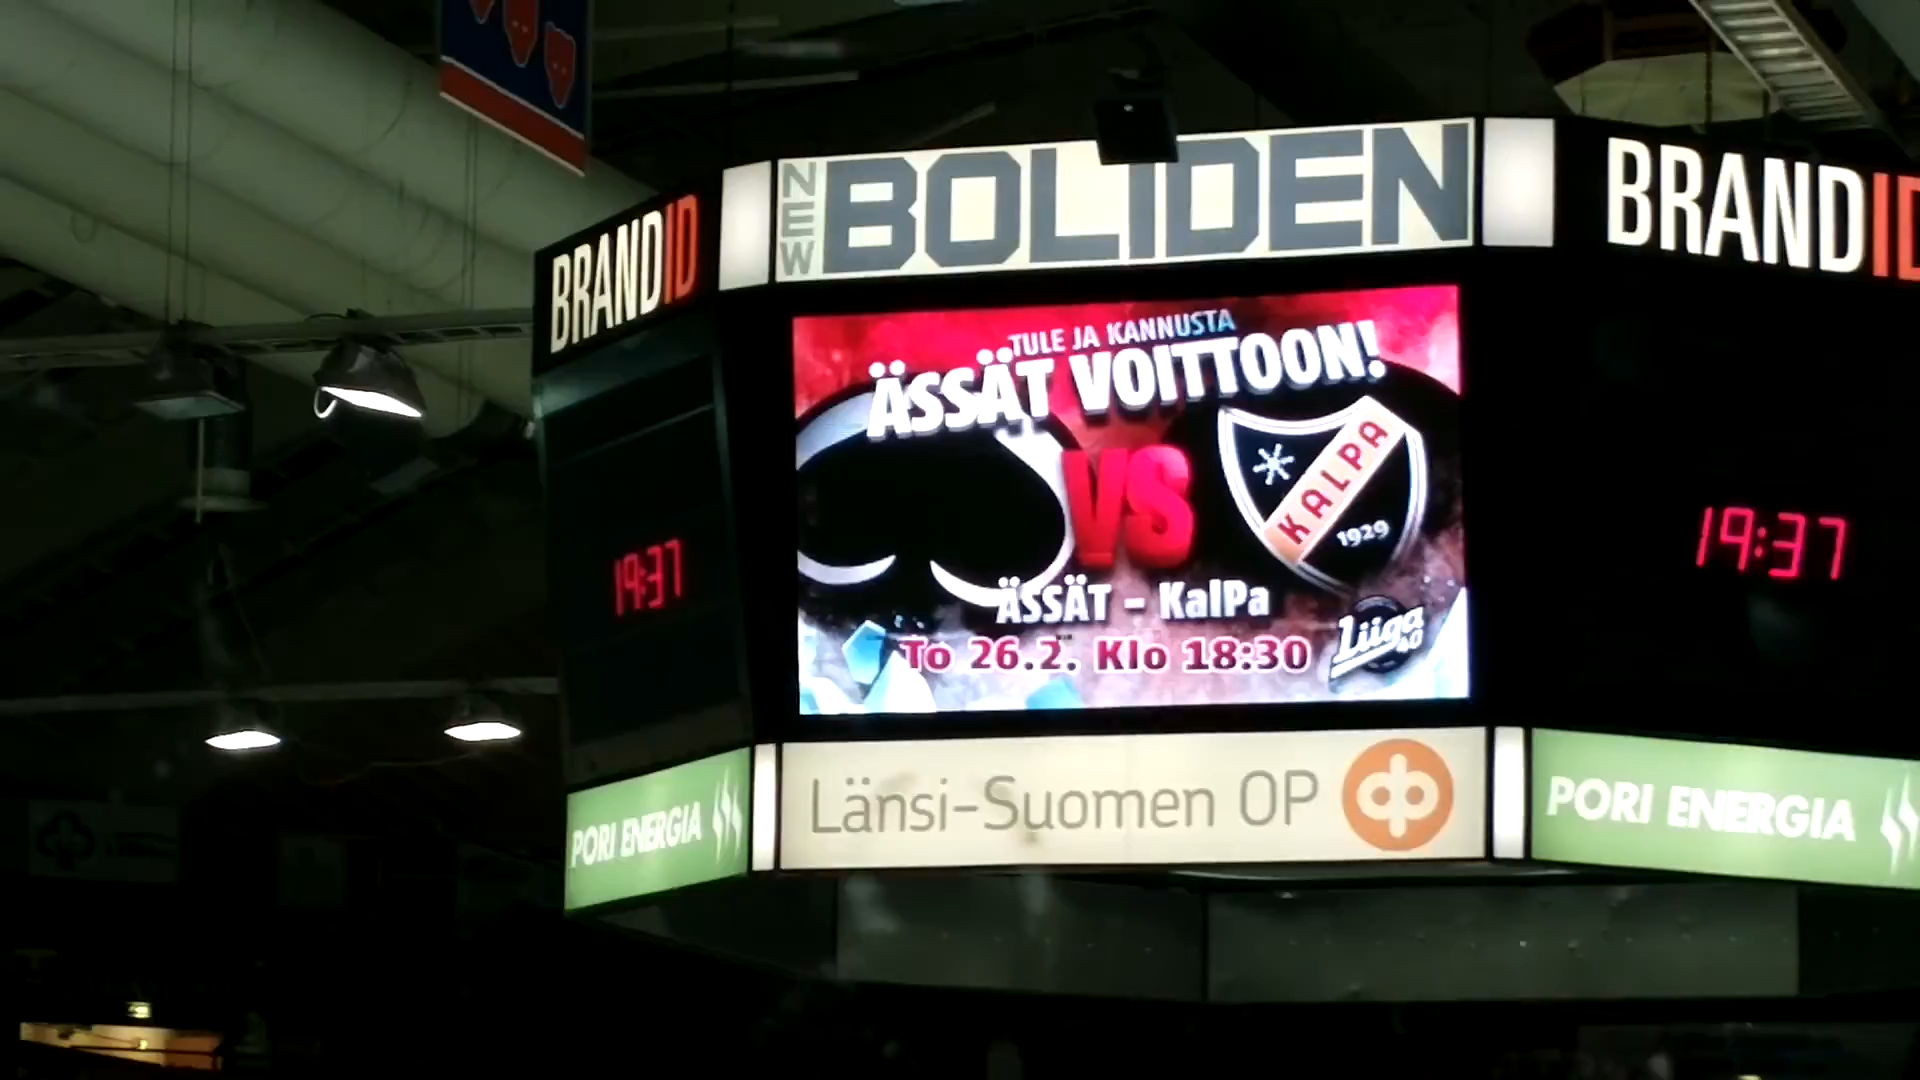 NEW BOLIDEN
BRANDID
BRANDID
TULE JA KANNUSTA
ÄSSÄT VOITTOON!
VS
KALPA
1929
ÄSSÄT - KalPa
To 26.2. Klo 18:30
Liiga
40
19:37
19:37
PORI ENERGIA
Länsi-Suomen OP
PORI ENERGIA